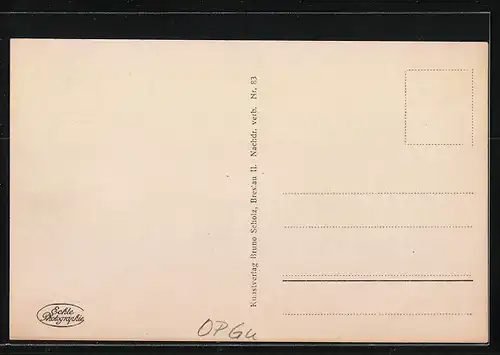 Kunstverlag Bruno Scholz, Breslau II. Nachdr. verb. Nr. 83
Echte
Photographie
OPGu